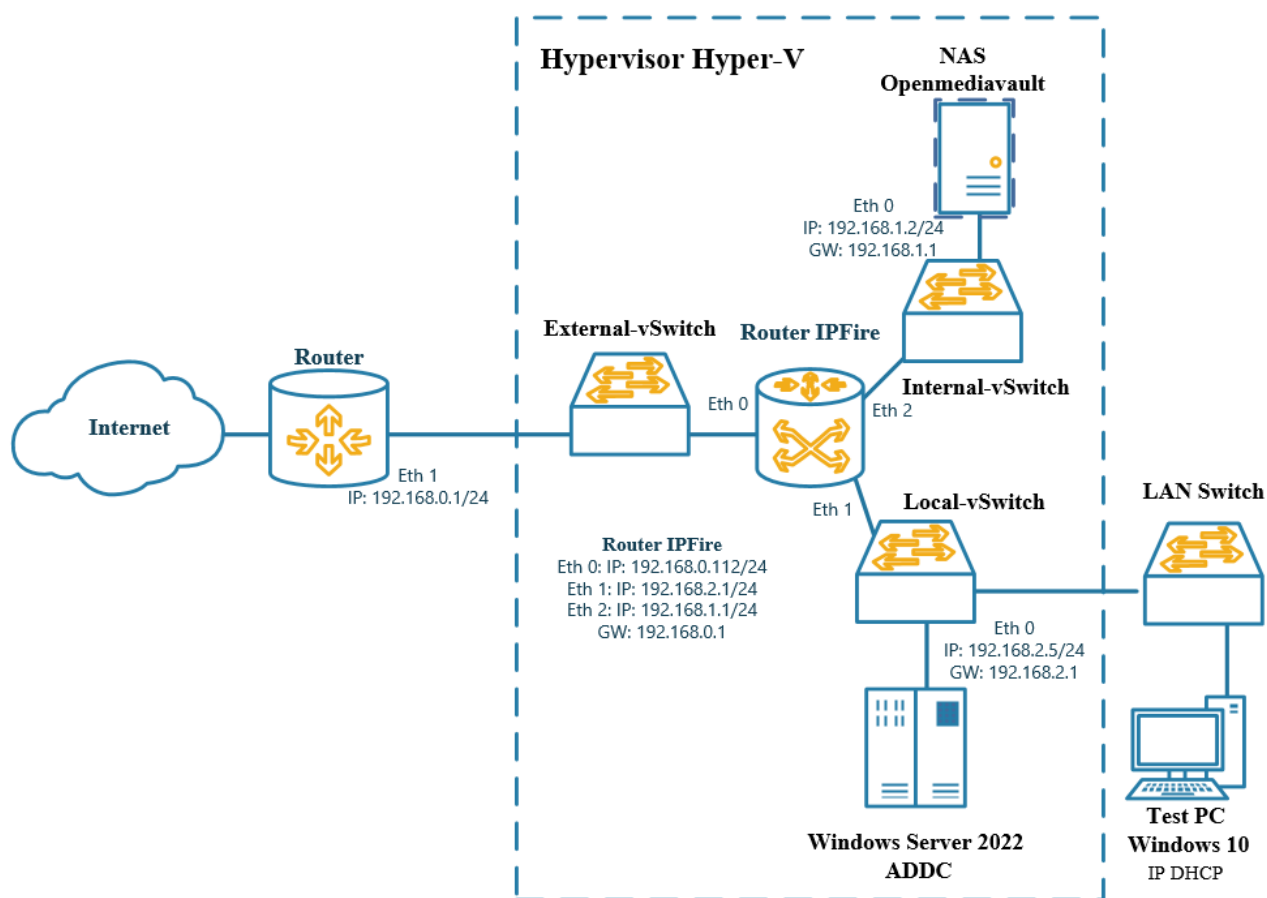 Hypervisor Hyper-V
NAS
Openmediavault
Eth 0
IP: 192.168.1.2/24
GW: 192.168.1.1
External-vSwitch
Router IPFire
Internal-vSwitch
Router
Internet
Eth 0
Eth 2
Eth 1
IP: 192.168.0.1/24
Eth 1
Local-vSwitch
LAN Switch
Router IPFire
Eth 0: IP: 192.168.0.112/24
Eth 1: IP: 192.168.2.1/24
Eth 2: IP: 192.168.1.1/24
GW: 192.168.0.1
Eth 0
IP: 192.168.2.5/24
GW: 192.168.2.1
Windows Server 2022
ADDC
Test PC
Windows 10
IP DHCP